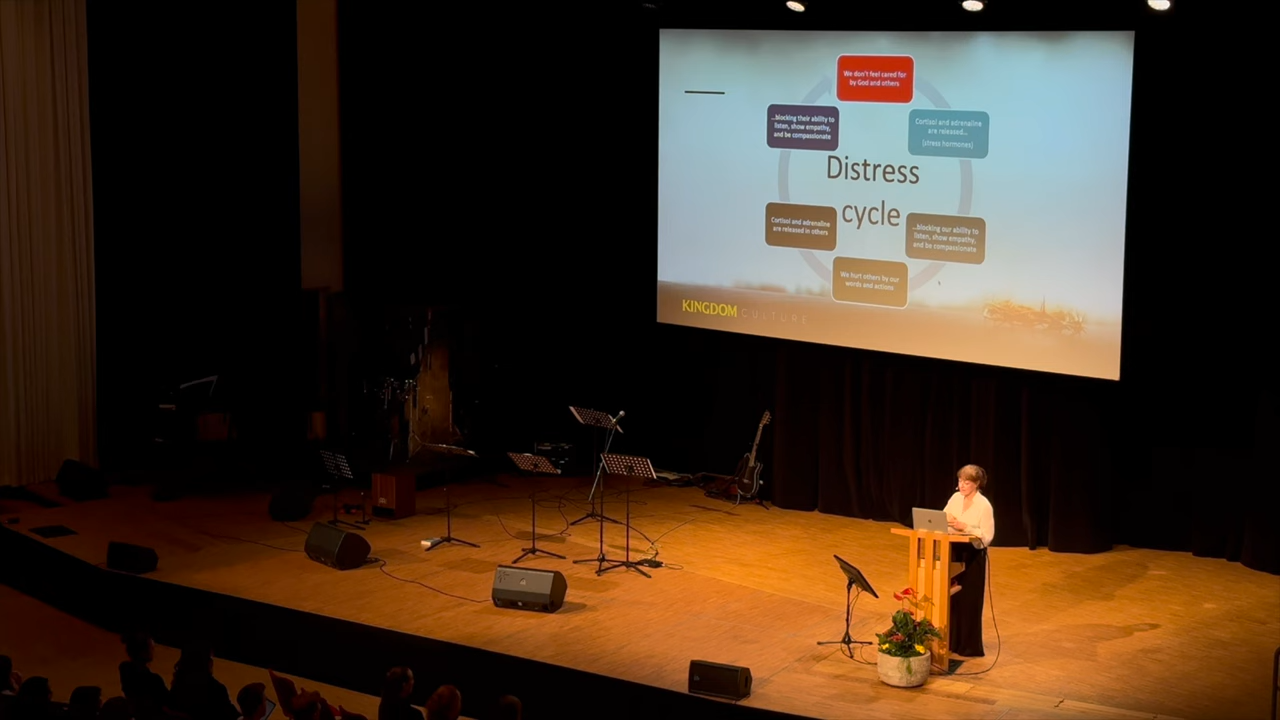 We don't feel cared for
by God and others
Cortisol and adrenaline
are released...
(stress hormones)
...blocking our ability to
listen, show empathy,
and be compassionate
We hurt others by our
words and actions
Cortisol and adrenaline
are released in others
...blocking their ability to
listen, show empathy,
and be compassionate
Distress
cycle
KINGDOM CULTURE